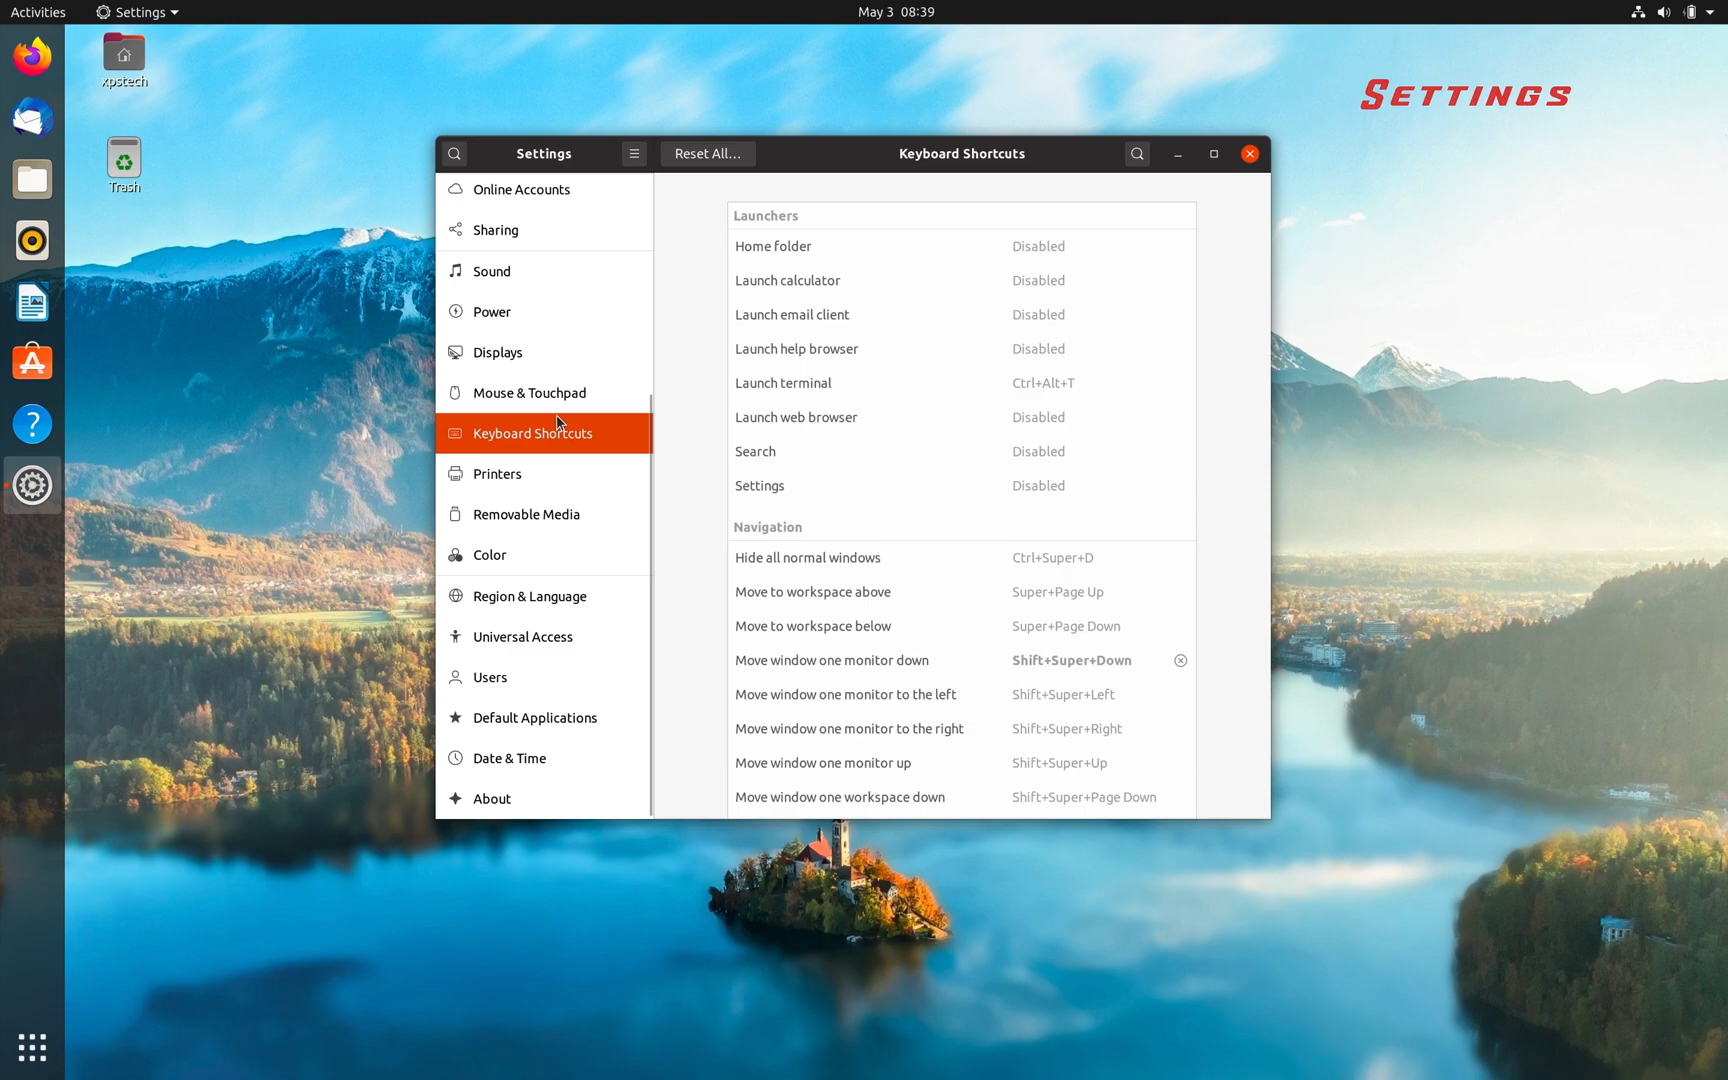 Activities
Settings
May 3 08:39
xpstech
Trash
SETTINGS
Settings
Reset All...
Keyboard Shortcuts
Online Accounts
Sharing
Sound
Power
Displays
Mouse & Touchpad
Keyboard Shortcuts
Printers
Removable Media
Color
Region & Language
Universal Access
Users
Default Applications
Date & Time
About
Launchers
Home folder Disabled
Launch calculator Disabled
Launch email client Disabled
Launch help browser Disabled
Launch terminal Ctrl+Alt+T
Launch web browser Disabled
Search Disabled
Settings Disabled
Navigation
Hide all normal windows Ctrl+Super+D
Move to workspace above Super+Page Up
Move to workspace below Super+Page Down
Move window one monitor down Shift+Super+Down
Move window one monitor to the left Shift+Super+Left
Move window one monitor to the right Shift+Super+Right
Move window one monitor up Shift+Super+Up
Move window one workspace down Shift+Super+Page Down